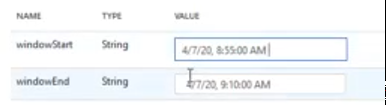 NAME TYPE VALUE
windowStart String 4/7/20, 8:55:00 AM
windowEnd String 4/7/20, 9:10:00 AM